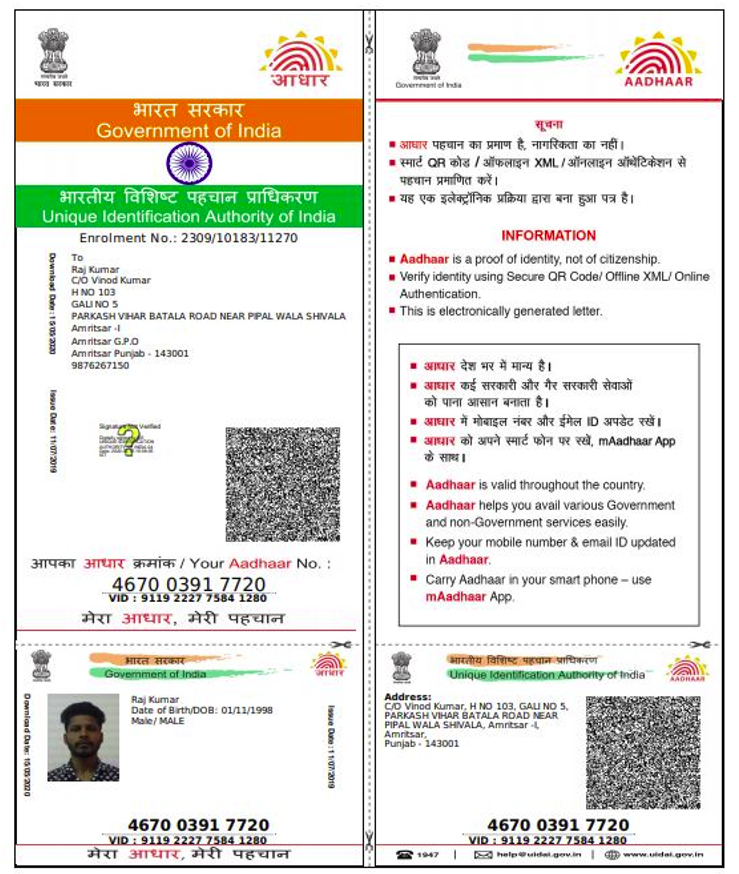 सत्यमेव जयते
भारत सरकार
आधार
भारत सरकार
Government of India
भारतीय विशिष्ट पहचान प्राधिकरण
Unique Identification Authority of India
Enrolment No.: 2309/10183/11270
Download Date: 15/05/2020
To
Raj Kumar
C/O Vinod Kumar
H NO 103
GALI NO 5
PARKASH VIHAR BATALA ROAD NEAR PIPAL WALA SHIVALA
Amritsar -I
Amritsar G.P.O
Amritsar Punjab - 143001
9876267150
Issue Date: 11/07/2019
Signature Not Verified
आपका आधार क्रमांक / Your Aadhaar No. :
4670 0391 7720
VID : 9119 2227 7584 1280
मेरा आधार, मेरी पहचान
भारत सरकार
Government of India
आधार
Download Date: 15/05/2020
Raj Kumar
Date of Birth/DOB: 01/11/1998
Male/ MALE
Issue Date: 11/07/2019
4670 0391 7720
VID : 9119 2227 7584 1280
मेरा आधार, मेरी पहचान
Government of India
AADHAAR
सूचना
आधार पहचान का प्रमाण है, नागरिकता का नहीं।
स्मार्ट QR कोड / ऑफलाइन XML / ऑनलाइन ऑथेंटिकेशन से
पहचान प्रमाणित करें।
यह एक इलेक्ट्रॉनिक प्रक्रिया द्वारा बना हुआ पत्र है।
INFORMATION
Aadhaar is a proof of identity, not of citizenship.
Verify identity using Secure QR Code/ Offline XML/ Online
Authentication.
This is electronically generated letter.
आधार देश भर में मान्य है।
आधार कई सरकारी और गैर सरकारी सेवाओं
को पाना आसान बनाता है।
आधार में मोबाइल नंबर और ईमेल ID अपडेट रखें।
आधार को अपने स्मार्ट फोन पर रखें, mAadhaar App
के साथ।
Aadhaar is valid throughout the country.
Aadhaar helps you avail various Government
and non-Government services easily.
Keep your mobile number & email ID updated
in Aadhaar.
Carry Aadhaar in your smart phone – use
mAadhaar App.
भारतीय विशिष्ट पहचान प्राधिकरण
Unique Identification Authority of India
AADHAAR
Address:
C/O Vinod Kumar, H NO 103, GALI NO 5,
PARKASH VIHAR BATALA ROAD NEAR
PIPAL WALA SHIVALA, Amritsar -I,
Amritsar,
Punjab - 143001
4670 0391 7720
VID : 9119 2227 7584 1280
1947 | help@uidai.gov.in | www.uidai.gov.in